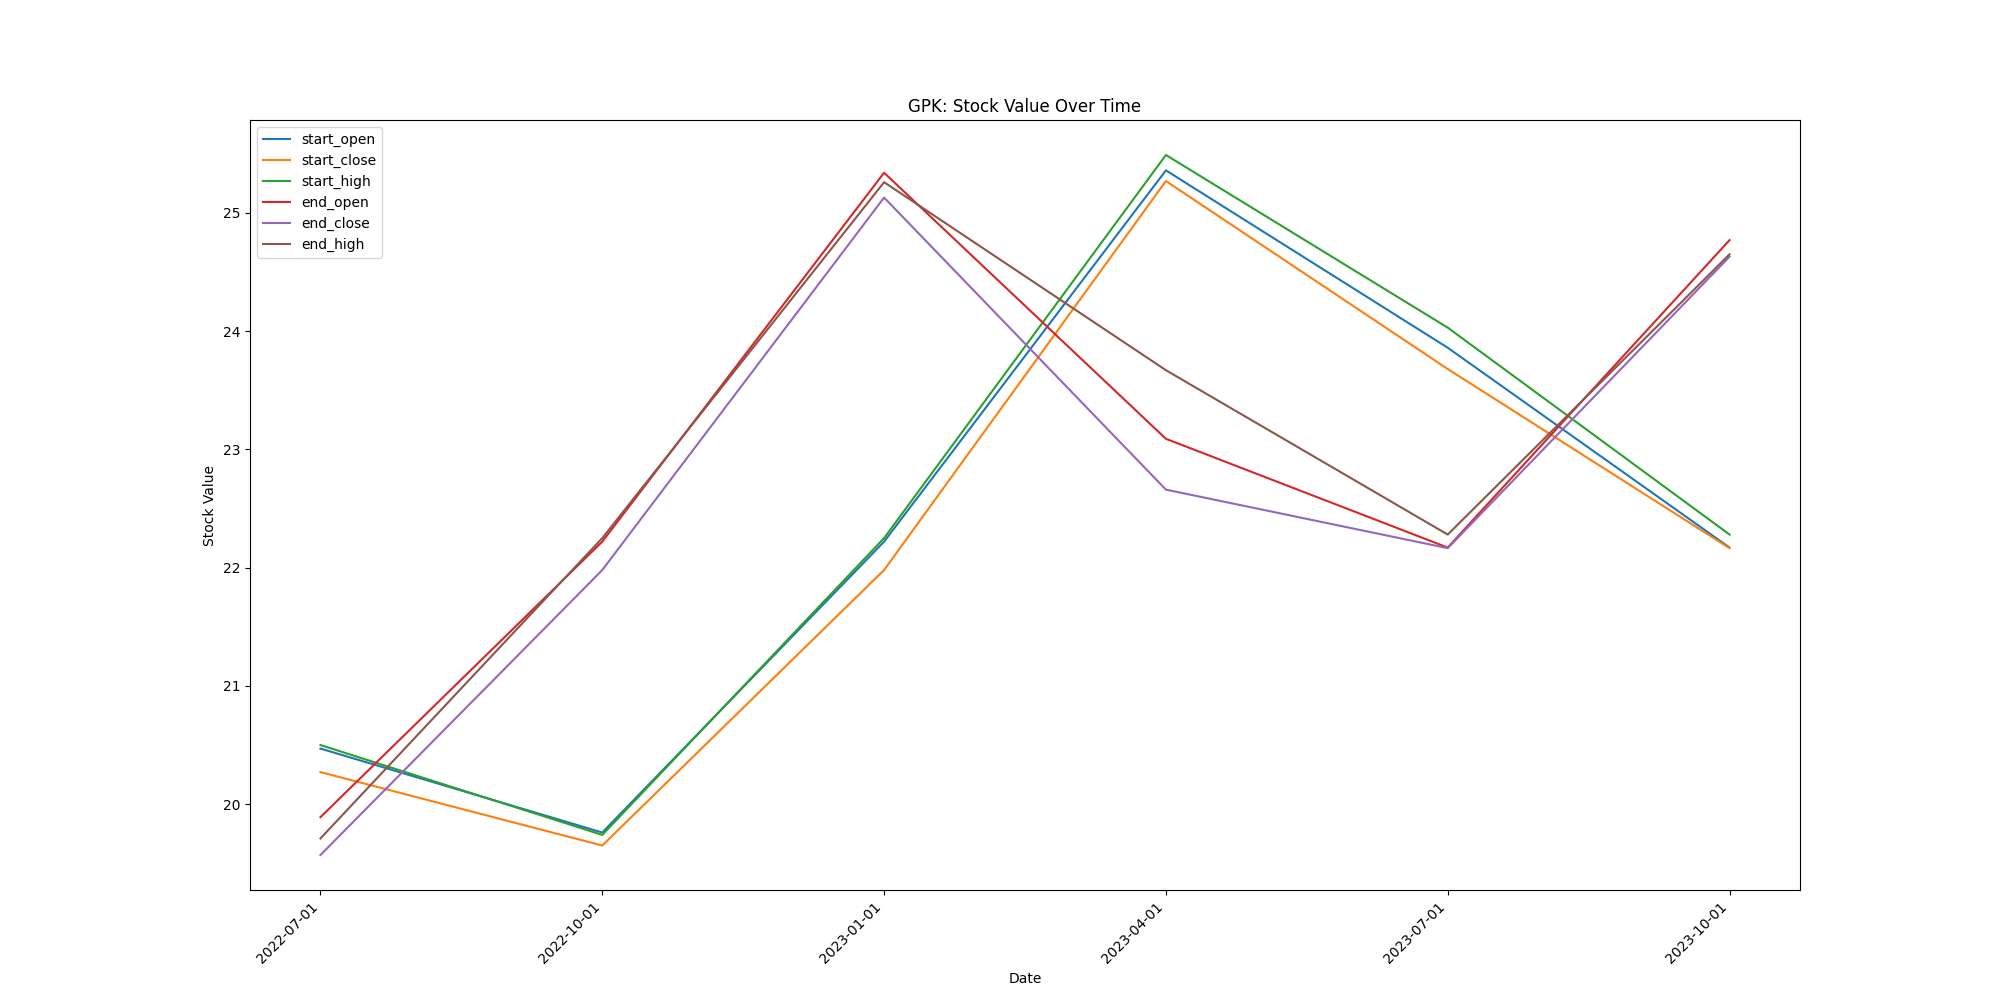 GPK: Stock Value Over Time
start_open
start_close
start_high
end_open
end_close
end_high
Stock Value
25
24
23
22
21
20
2022-07-01
2022-10-01
2023-01-01
2023-04-01
2023-07-01
2023-10-01
Date